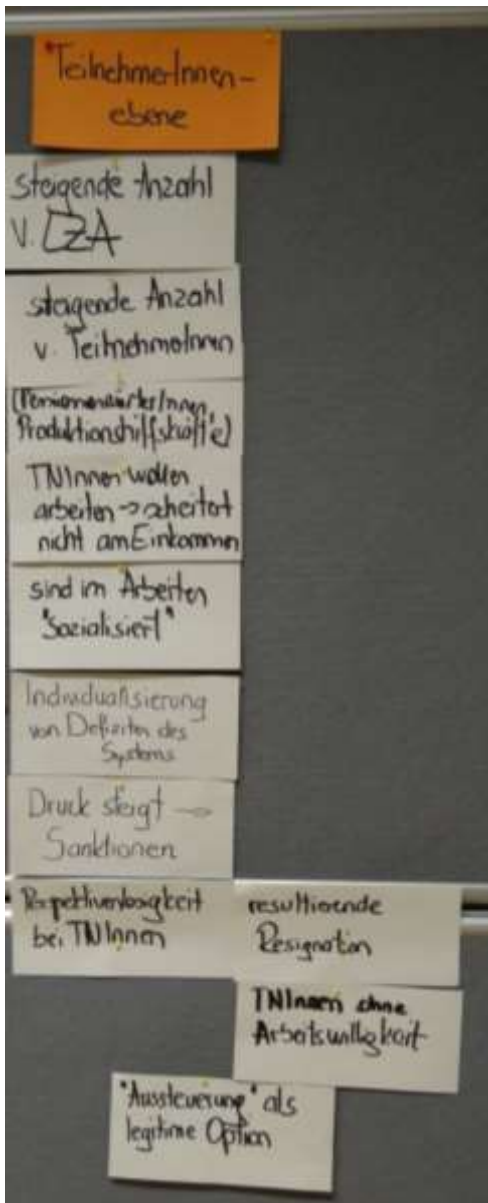 "TeilnehmerInnen-
ebene
steigende Anzahl
v. LZA
steigende Anzahl
v. TeilnehmerInnen
(PensionswärterInnen,
Produktionshilfskräfte)
TNInnen wollen
arbeiten → scheitert
nicht am Einkommen
sind im Arbeiten
"sozialisiert"
Individualisierung
von Defiziten des
Systems
Druck steigt →
Sanktionen
Perspektivenlosigkeit
bei TNInnen
resultierende
Resignation
TNInnen ohne
Arbeitswilligkeit
"Aussteuerung" als
legitime Option